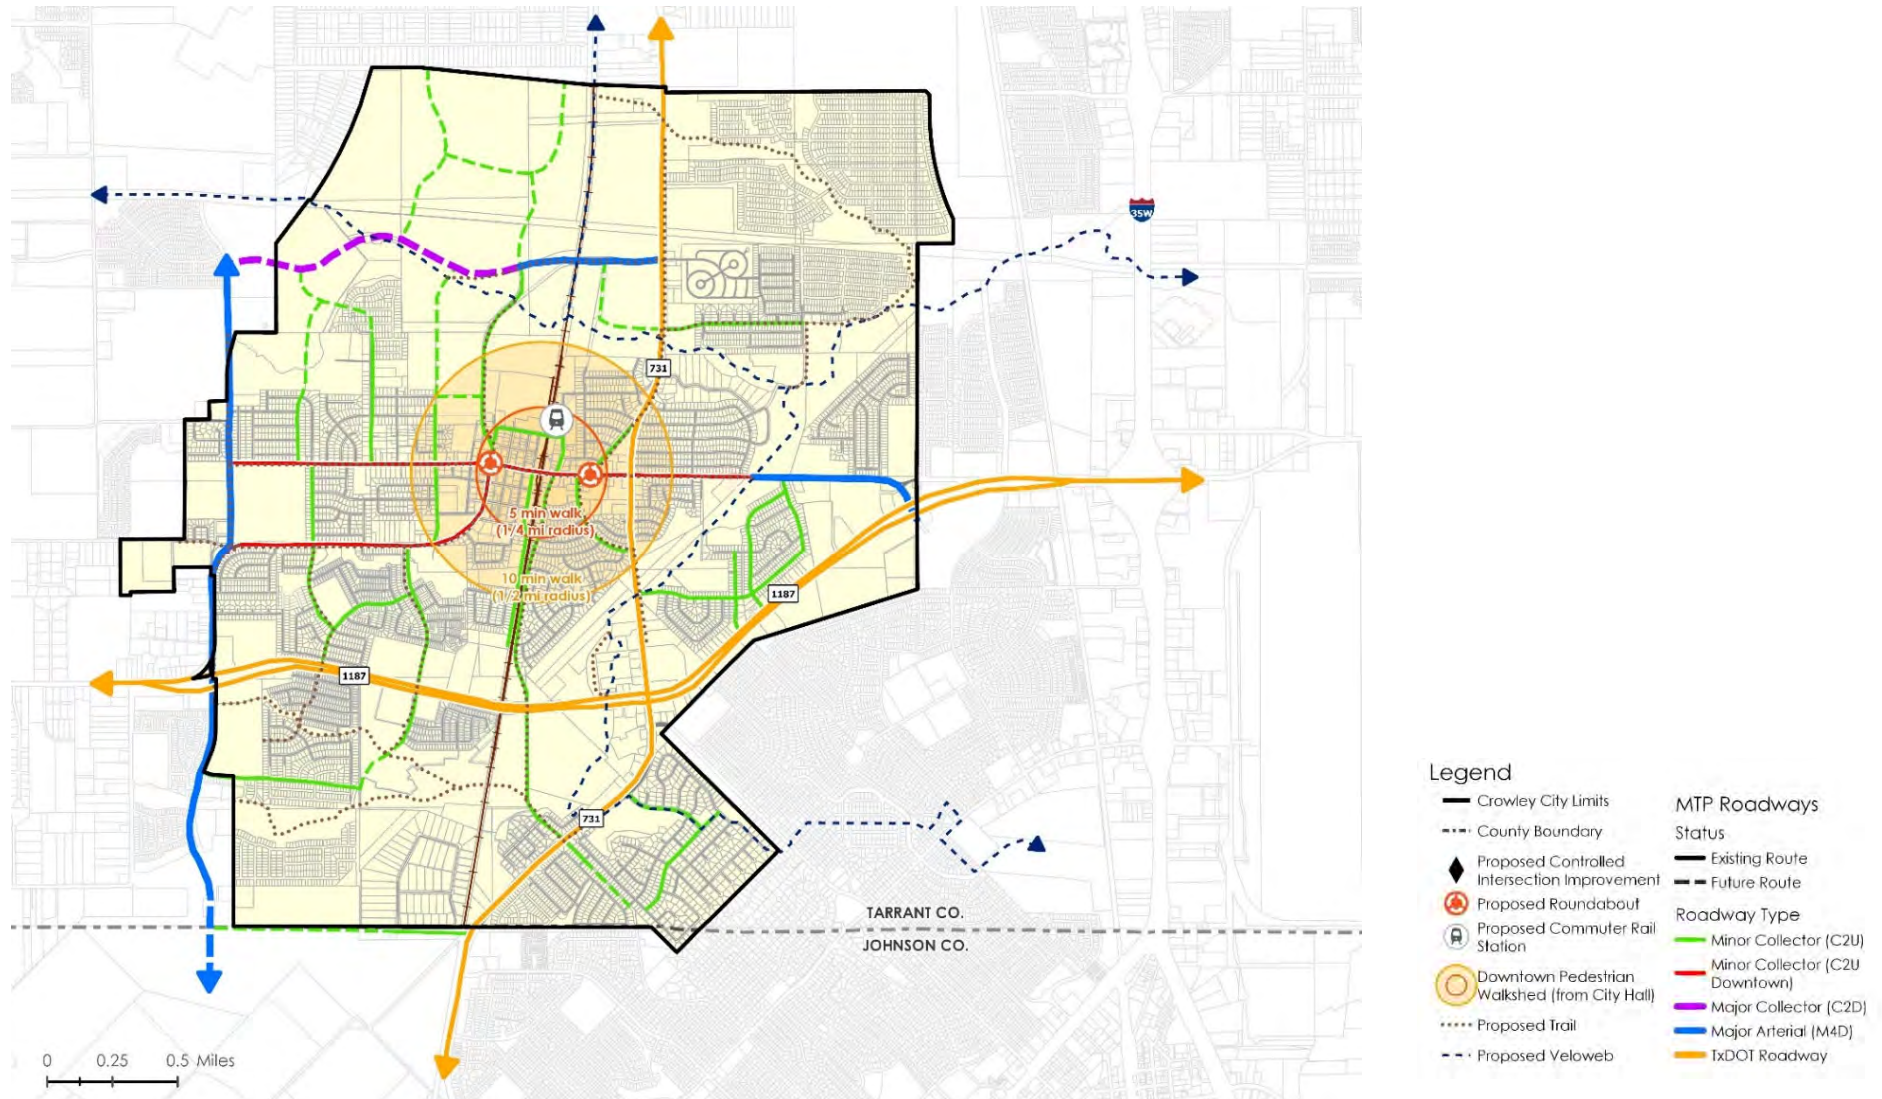 35W
731
5 min walk
(1/4 mi radius)
10 min walk
(1/2 mi radius)
1187
1187
731
TARRANT CO.
JOHNSON CO.
0 0.25 0.5 Miles
Legend
Crowley City Limits
County Boundary
Proposed Controlled
Intersection Improvement
Proposed Roundabout
Proposed Commuter Rail
Station
Downtown Pedestrian
Walkshed (from City Hall)
Proposed Trail
Proposed Veloweb
MTP Roadways
Status
Existing Route
Future Route
Roadway Type
Minor Collector (C2U)
Minor Collector (C2U
Downtown)
Major Collector (C2D)
Major Arterial (M4D)
TxDOT Roadway